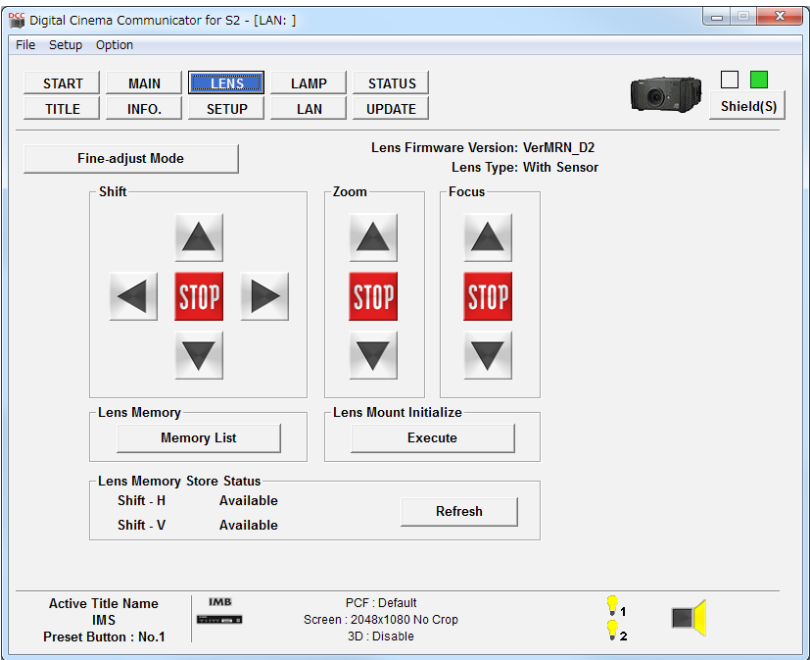 DCC Digital Cinema Communicator for S2 - [LAN: ]
File Setup Option
START MAIN LENS LAMP STATUS
TITLE INFO. SETUP LAN UPDATE
Shield(S)
Fine-adjust Mode
Lens Firmware Version: VerMRN_D2
Lens Type: With Sensor
Shift Zoom Focus
STOP STOP STOP
Lens Memory Lens Mount Initialize
Memory List Execute
Lens Memory Store Status
Shift - H Available
Refresh
Shift - V Available
Active Title Name IMB PCF : Default
IMS Screen : 2048x1080 No Crop 1
Preset Button : No.1 3D : Disable 2